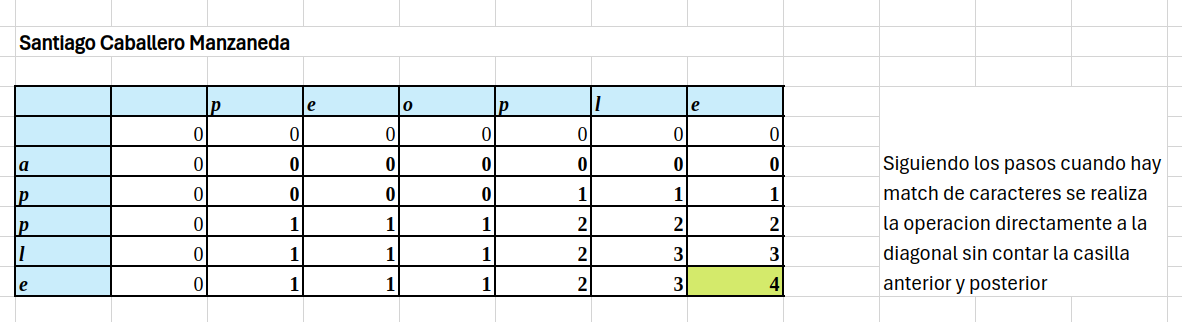 Santiago Caballero Manzaneda
p e o p l e
0 0 0 0 0 0 0
a 0 0 0 0 0 0 0
p 0 0 0 0 1 1 1
p 0 1 1 1 2 2 2
l 0 1 1 1 2 3 3
e 0 1 1 1 2 3 4
Siguiendo los pasos cuando hay
match de caracteres se realiza
la operacion directamente a la
diagonal sin contar la casilla
anterior y posterior